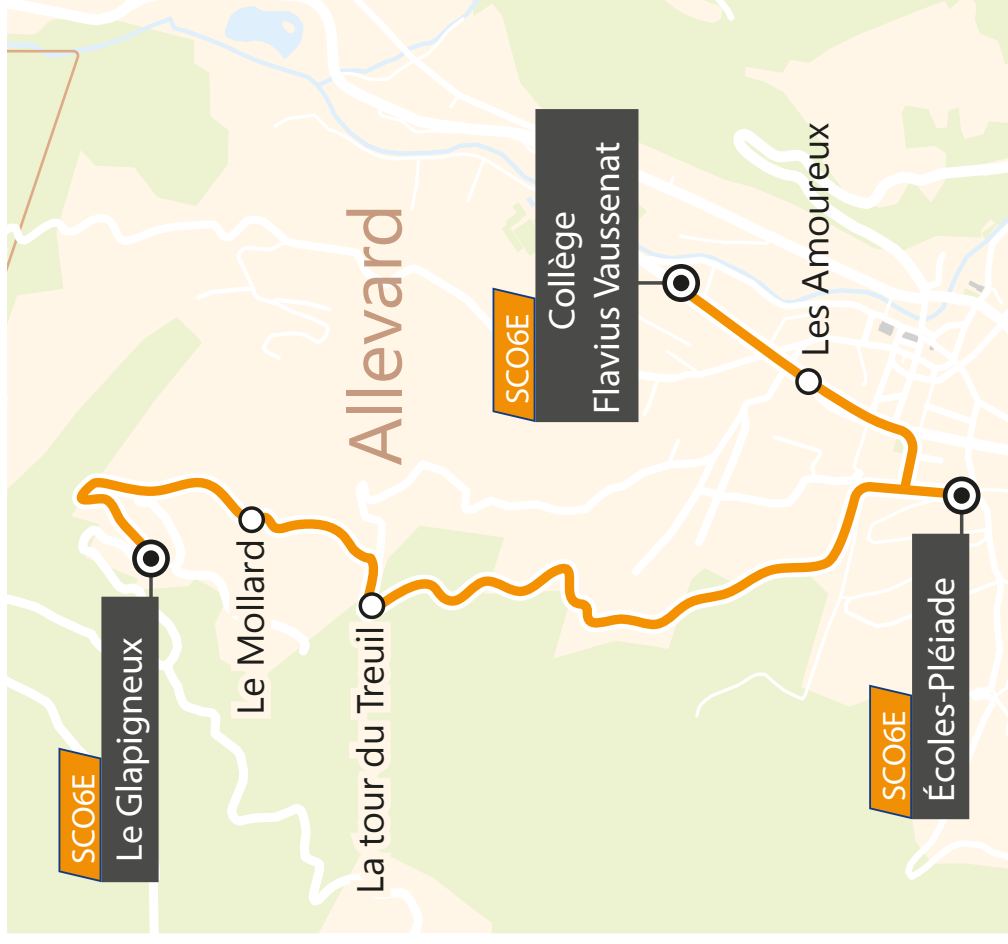 SCO6E
Le Glapigneux
Le Mollard
La tour du Treuil
Allevard
SCO6E
Collège
Flavius Vaussenat
Les Amoureux
SCO6E
Écoles-Pléiade